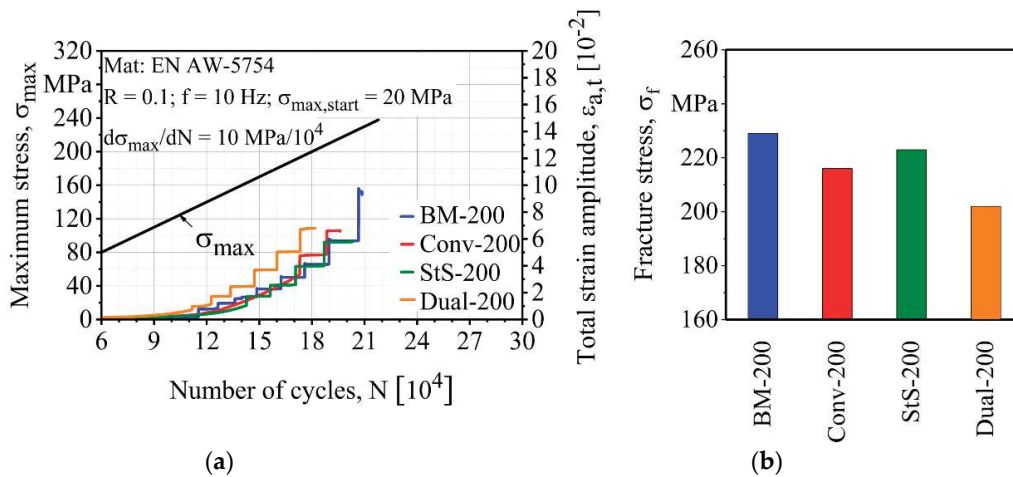 320
MPa
240
200
160
120
80
40
0
Maximum stress, σmax
Mat: EN AW-5754
R = 0.1; f = 10 Hz; σmax,start = 20 MPa
dσmax/dN = 10 MPa/10⁴
σmax
BM-200
Conv-200
StS-200
Dual-200
6 9 12 15 18 21 24 27 30
Number of cycles, N [10⁴]
20
18
16
14
12
10
8
6
4
2
0
Total strain amplitude, εa,t [10⁻²]
(a)
260
MPa
220
200
180
160
Fracture stress, σf
BM-200
Conv-200
StS-200
Dual-200
(b)